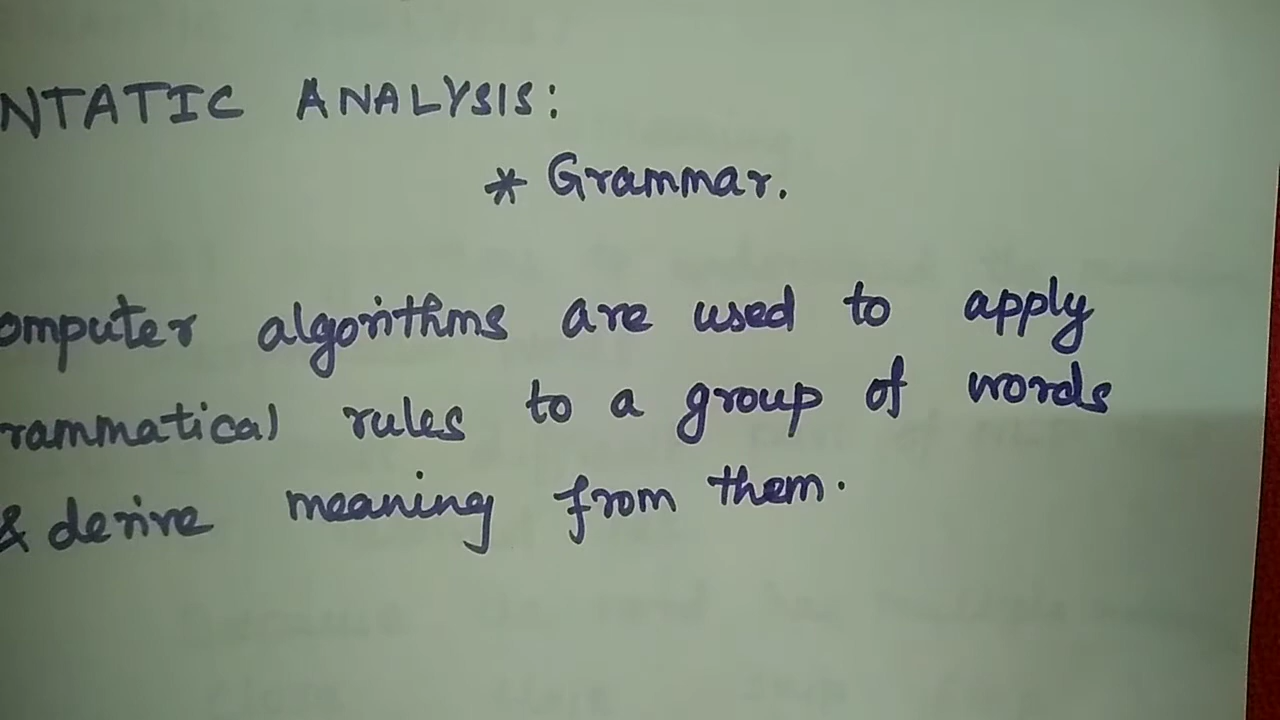 NTATIC ANALYSIS:
* Grammar.
omputer algorithms are used to apply
rammatical rules to a group of words
& derive meaning from them.